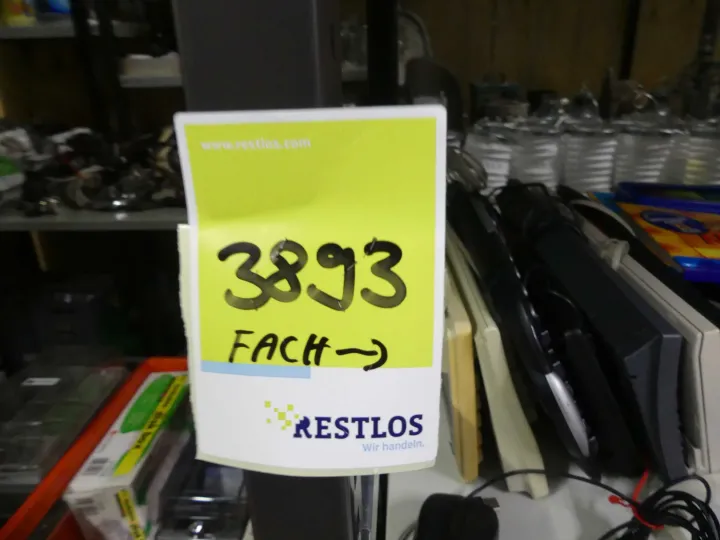 www.restlos.com
3893
FACH →
RESTLOS
Wir handeln.